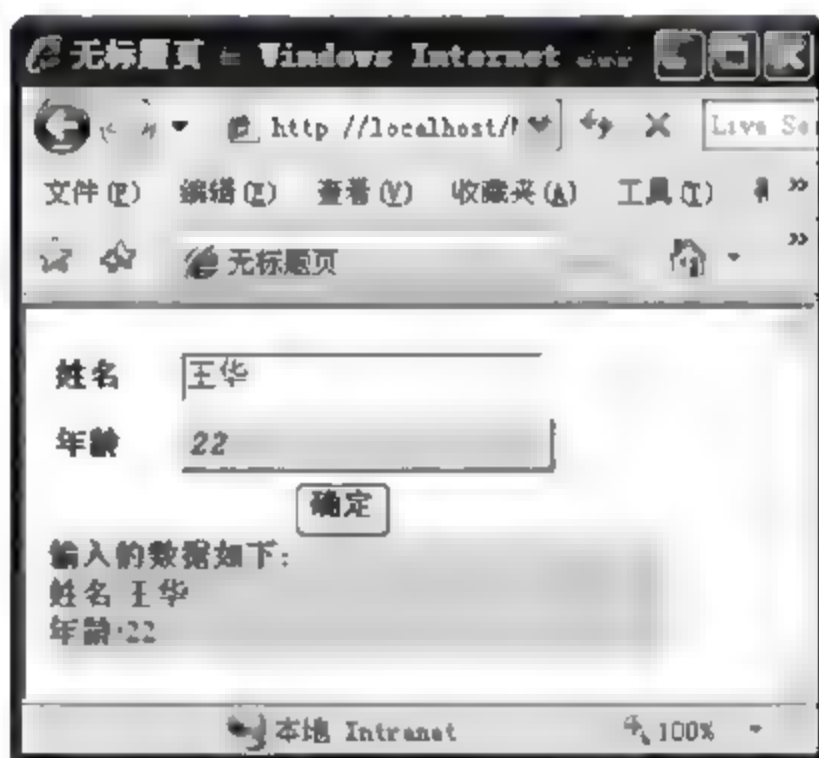 无标题页 - Windows Internet
http //localhost/ Live Se
文件(F) 编辑(E) 查看(V) 收藏夹(A) 工具(T) »
无标题页 »
姓名 王华
年龄 22
确定
输入的数据如下:
姓名 王华
年龄:22
本地 Intranet 100%